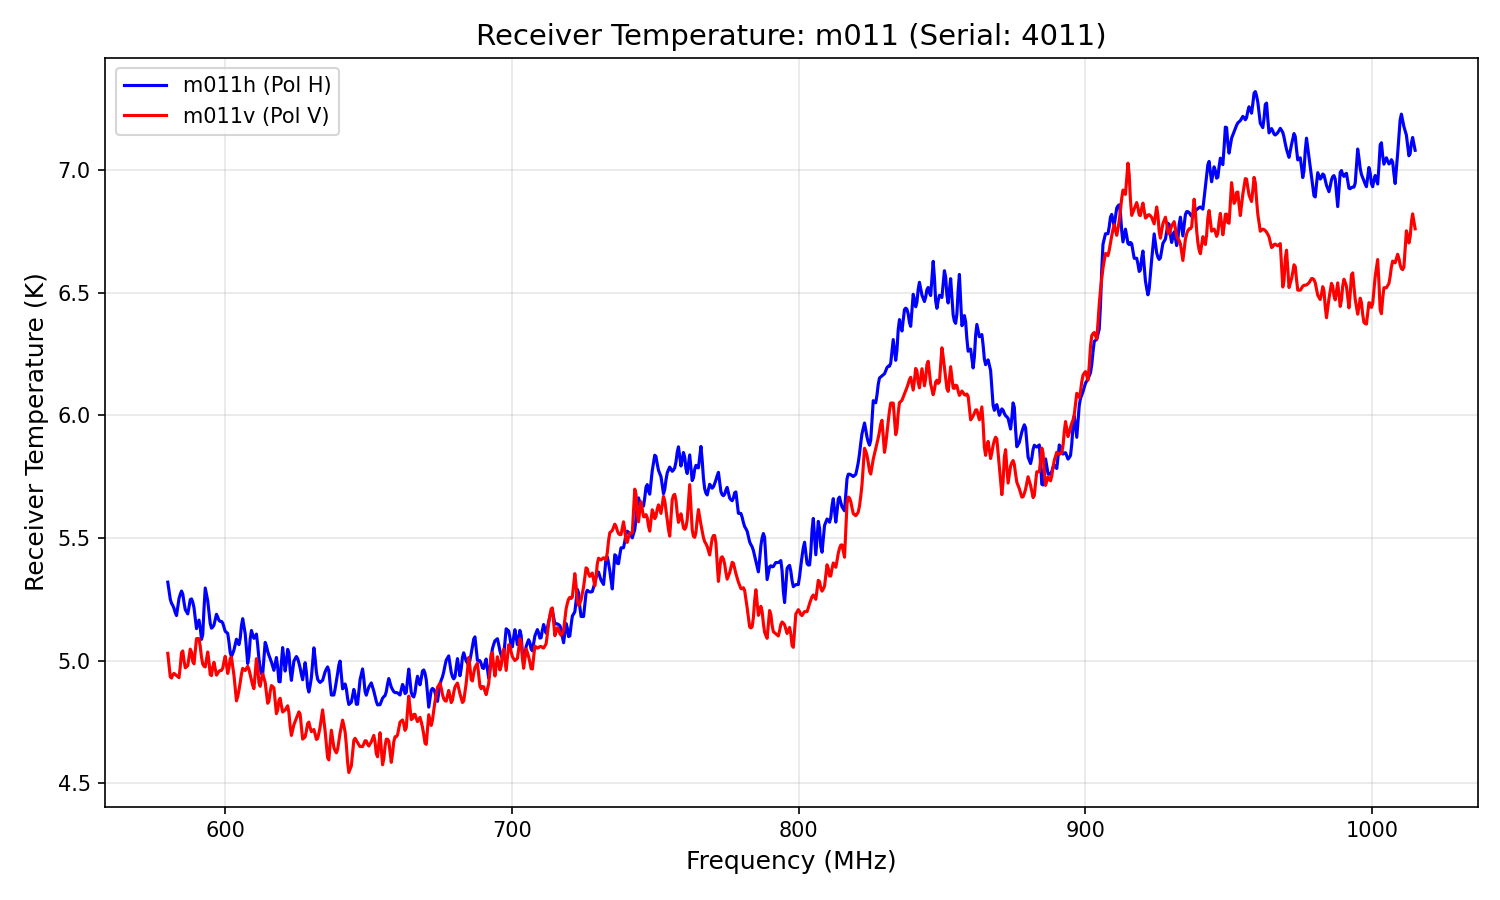 Receiver Temperature: m011 (Serial: 4011)
m011h (Pol H)
m011v (Pol V)
Receiver Temperature (K)
7.0
6.5
6.0
5.5
5.0
4.5
600 700 800 900 1000
Frequency (MHz)